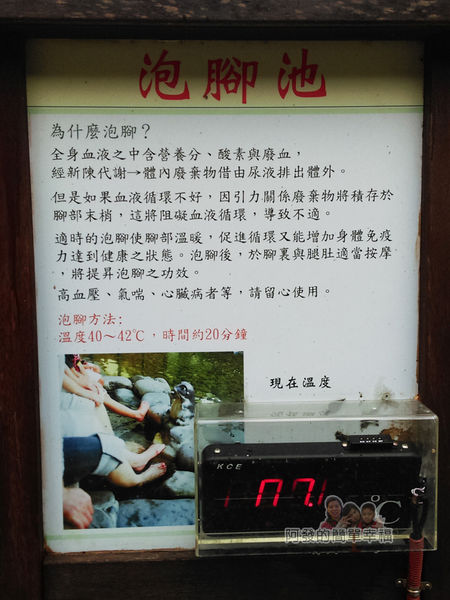 泡腳池
為什麼泡腳？
全身血液之中含營養分、酸素與廢血，
經新陳代謝→體內廢棄物借由尿液排出體外。
但是如果血液循環不好，因引力關係廢棄物將積存於
腳部末梢，這將阻礙血液循環，導致不適。
適時的泡腳使腳部溫暖，促進循環又能增加身體免疫
力達到健康之狀態。泡腳後，於腳裏與腿肚適當按摩
，將提昇泡腳之功效。
高血壓、氣喘、心臟病者等，請留心使用。
泡腳方法:
溫度40～42℃，時間約20分鐘
現在溫度
KCE
℃
阿發的簡單幸福